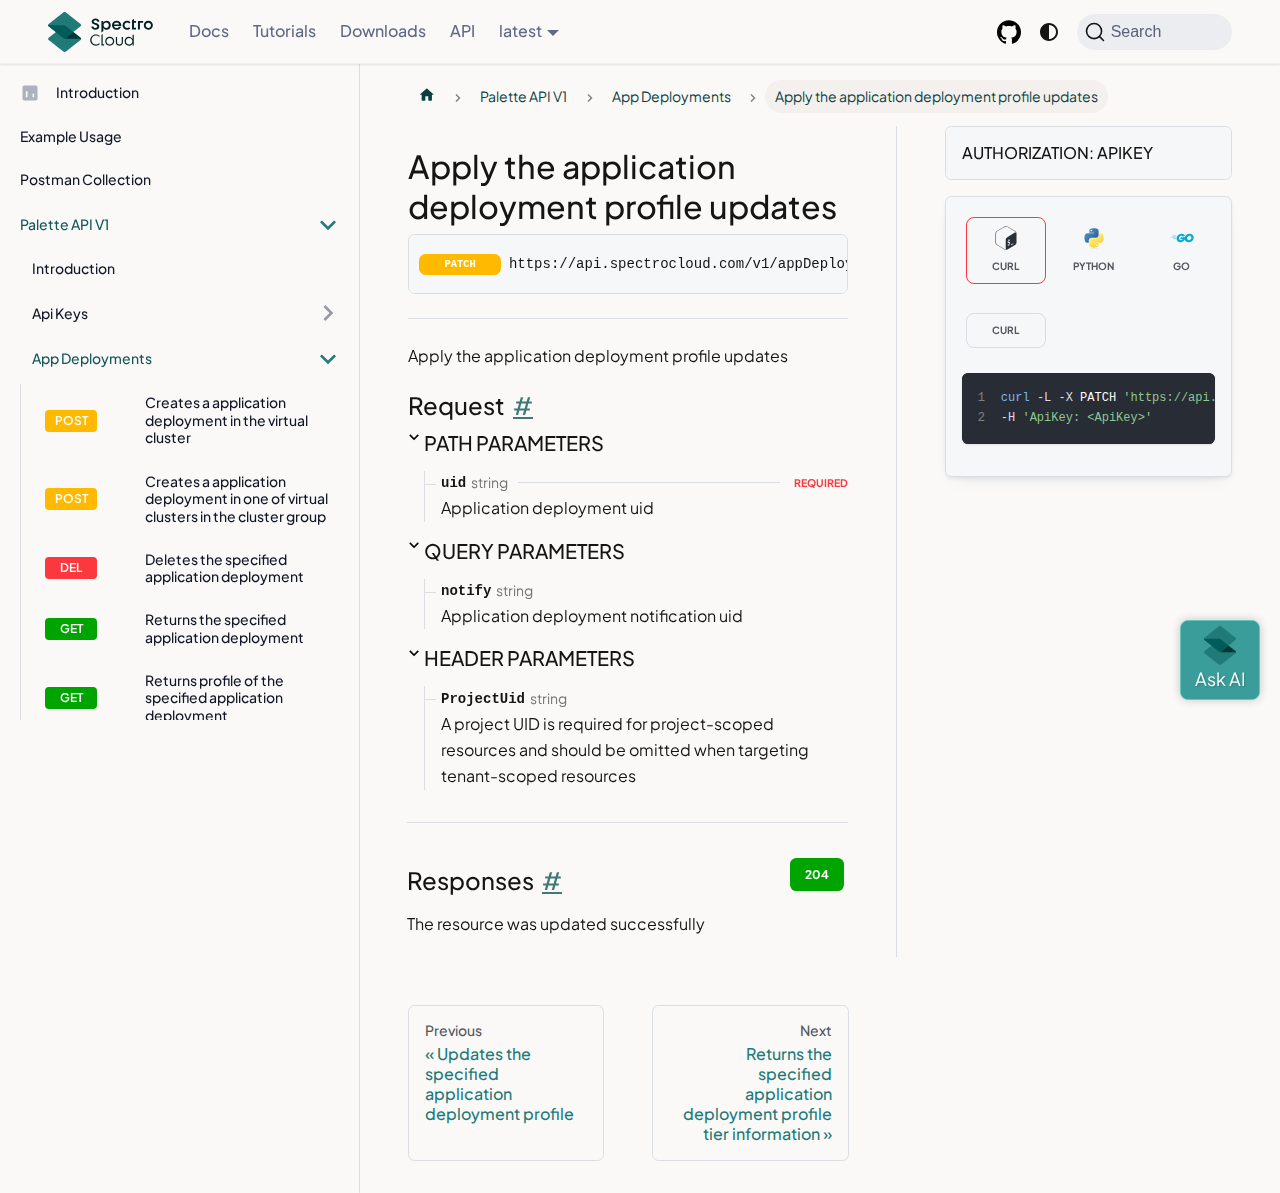 Spectro Cloud
Docs
Tutorials
Downloads
API
latest
Search
Introduction
Example Usage
Postman Collection
Palette API V1
Introduction
Api Keys
App Deployments
POST
Creates a application
deployment in the virtual
cluster
POST
Creates a application
deployment in one of virtual
clusters in the cluster group
DEL
Deletes the specified
application deployment
GET
Returns the specified
application deployment
GET
Returns profile of the
specified application
deployment
Palette API V1
App Deployments
Apply the application deployment profile updates
Apply the application
deployment profile updates
PATCH
https://api.spectrocloud.com/v1/appDeploy
Apply the application deployment profile updates
Request #
PATH PARAMETERS
uid string
REQUIRED
Application deployment uid
QUERY PARAMETERS
notify string
Application deployment notification uid
HEADER PARAMETERS
ProjectUid string
A project UID is required for project-scoped
resources and should be omitted when targeting
tenant-scoped resources
Responses #
204
The resource was updated successfully
Previous
« Updates the
specified
application
deployment profile
Next
Returns the
specified
application
deployment profile
tier information »
AUTHORIZATION: APIKEY
CURL
PYTHON
GO
CURL
1 curl -L -X PATCH 'https://api.
2 -H 'ApiKey: <ApiKey>'
Ask AI